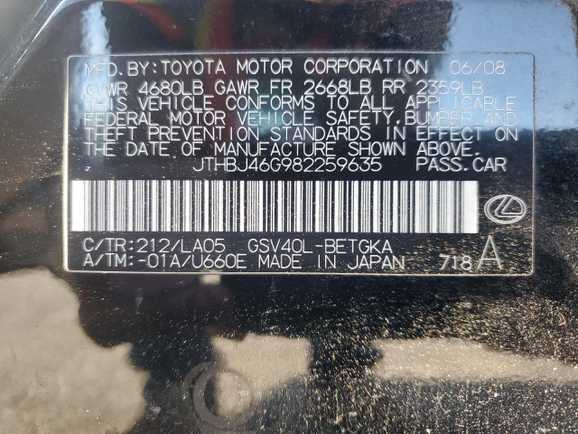 MFD.BY:TOYOTA MOTOR CORPORATION 06/08
GVWR 4680LB GAWR FR 2668LB RR 2359LB
THIS VEHICLE CONFORMS TO ALL APPLICABLE
FEDERAL MOTOR VEHICLE SAFETY,BUMPER AND
THEFT PREVENTION STANDARDS IN EFFECT ON
THE DATE OF MANUFACTURE SHOWN ABOVE.
JTHBJ46G982259635 PASS.CAR
C/TR:212/LA05 GSV40L-BETGKA
A/TM:-01A/U660E MADE IN JAPAN 718 A